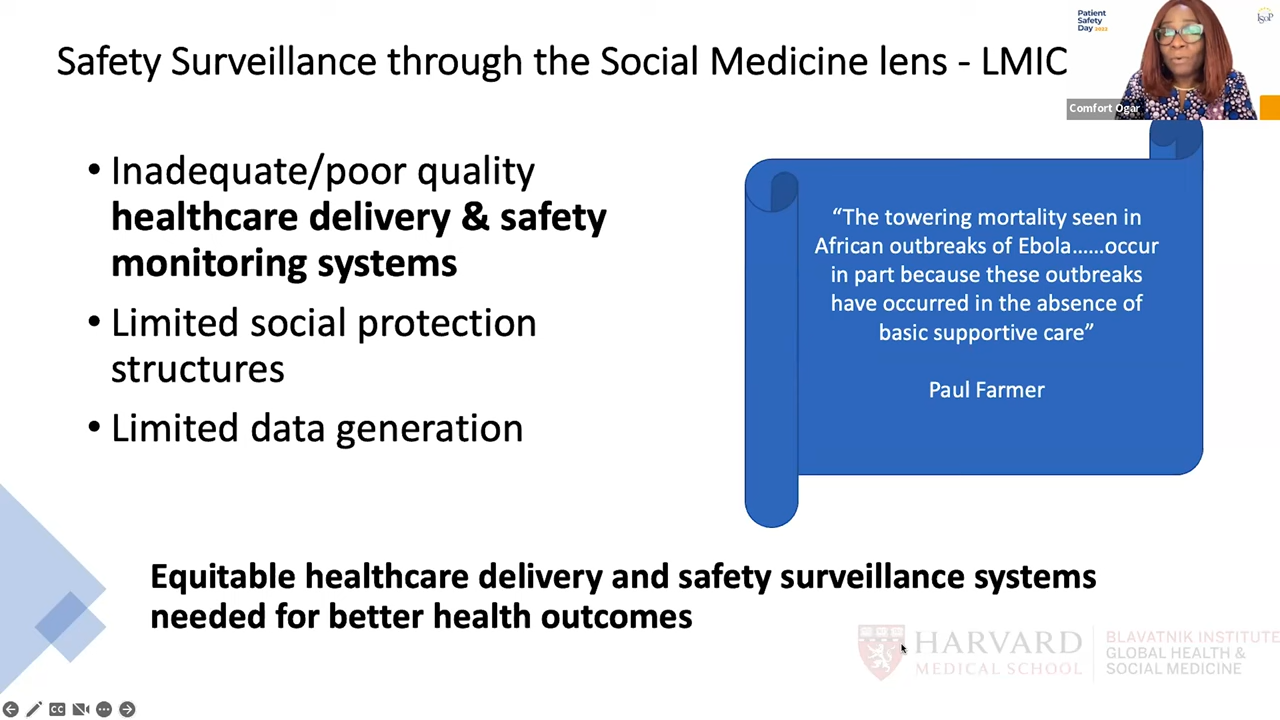 Safety Surveillance through the Social Medicine lens - LMIC
Patient
Safety
Day 2022
ISoP
Comfort Ogar
• Inadequate/poor quality
healthcare delivery & safety
monitoring systems
• Limited social protection
structures
• Limited data generation
“The towering mortality seen in
African outbreaks of Ebola……occur
in part because these outbreaks
have occurred in the absence of
basic supportive care”
Paul Farmer
Equitable healthcare delivery and safety surveillance systems
needed for better health outcomes
HARVARD
MEDICAL SCHOOL
BLAVATNIK INSTITUTE
GLOBAL HEALTH &
SOCIAL MEDICINE
CC